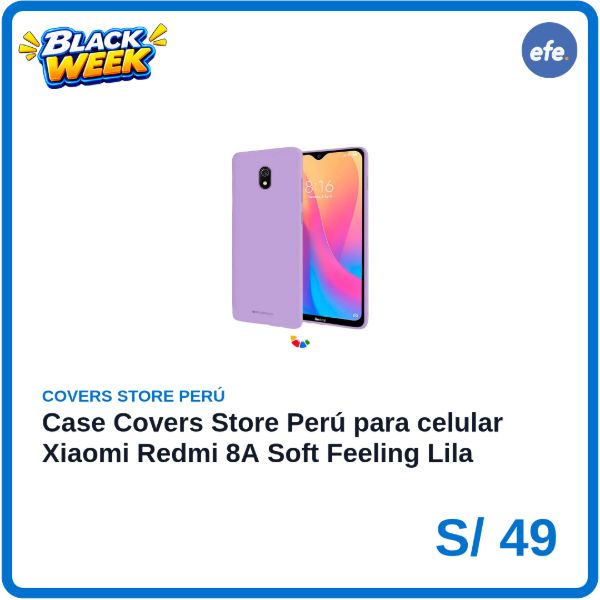 BLACK
WEEK
efe.
8:16
COVERS STORE PERÚ
Case Covers Store Perú para celular
Xiaomi Redmi 8A Soft Feeling Lila
S/ 49